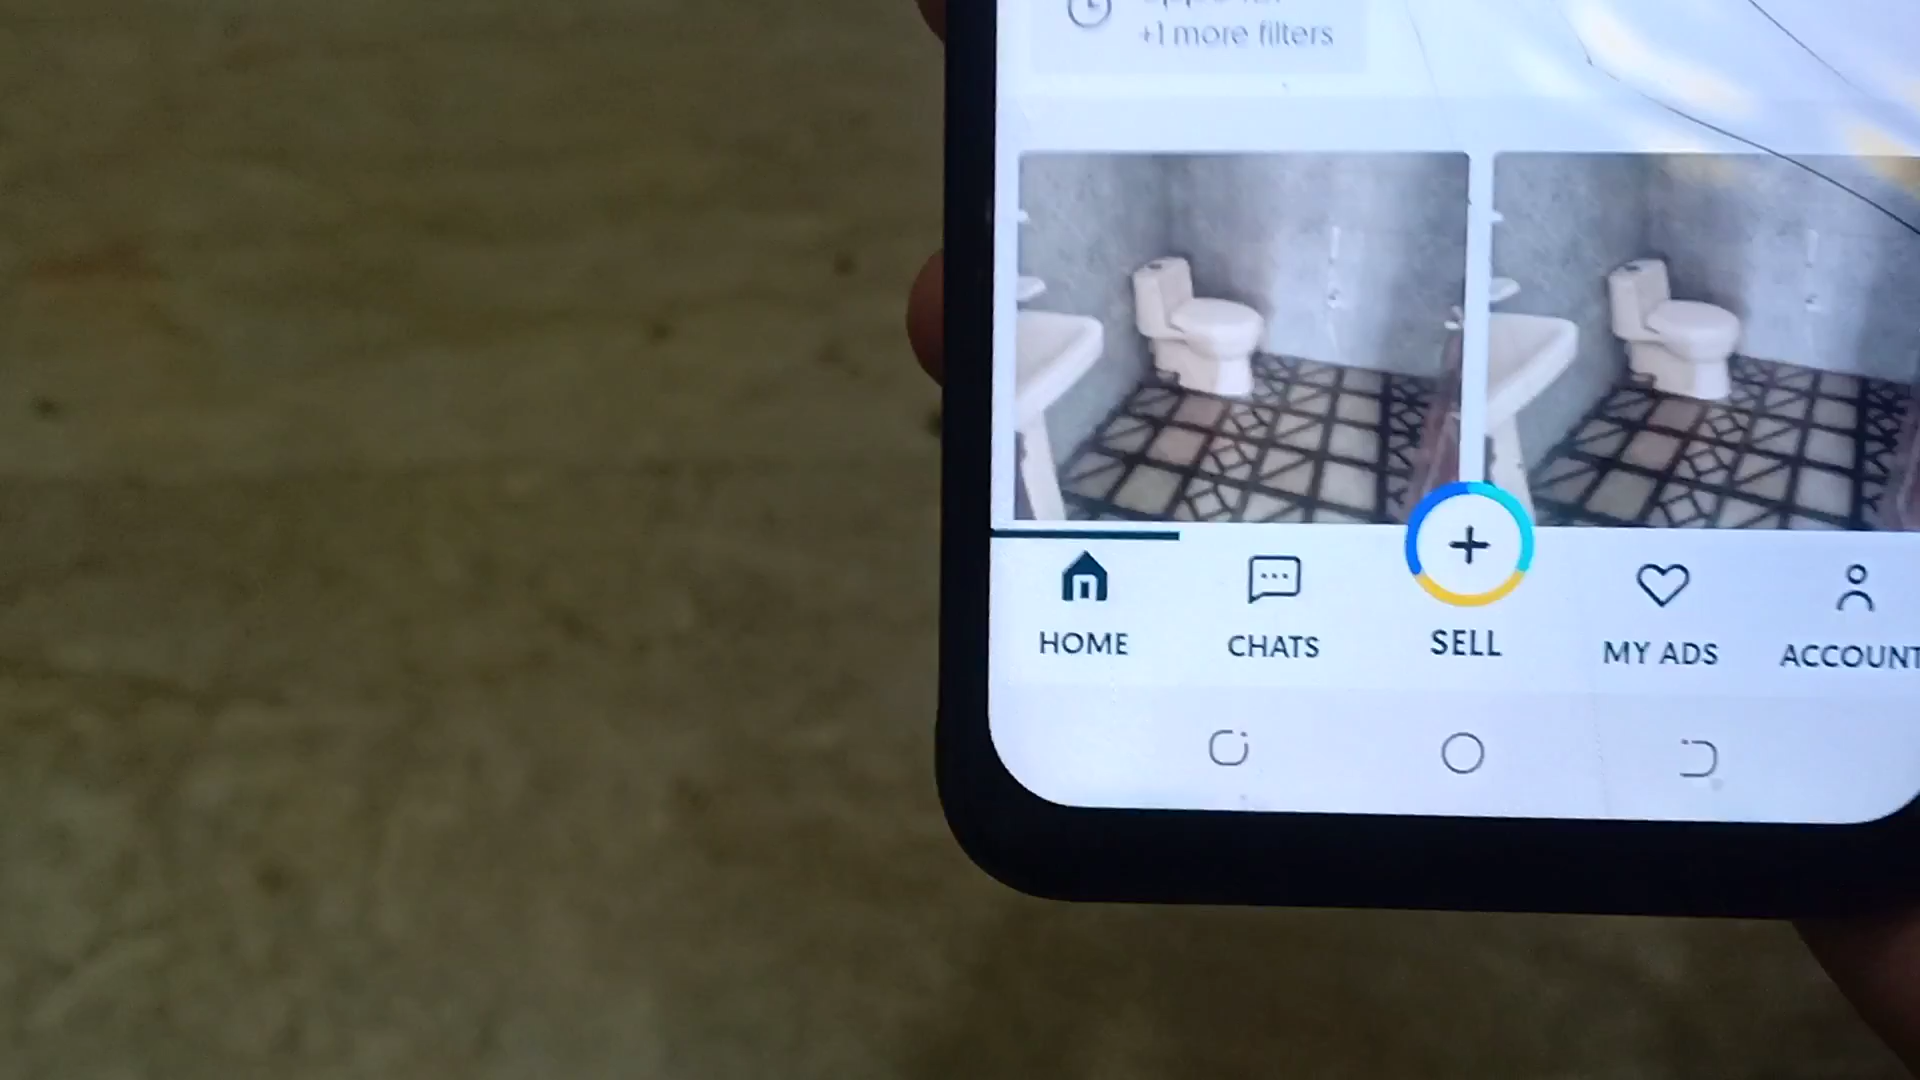 +1 more filters
HOME
CHATS
SELL
MY ADS
ACCOUNT